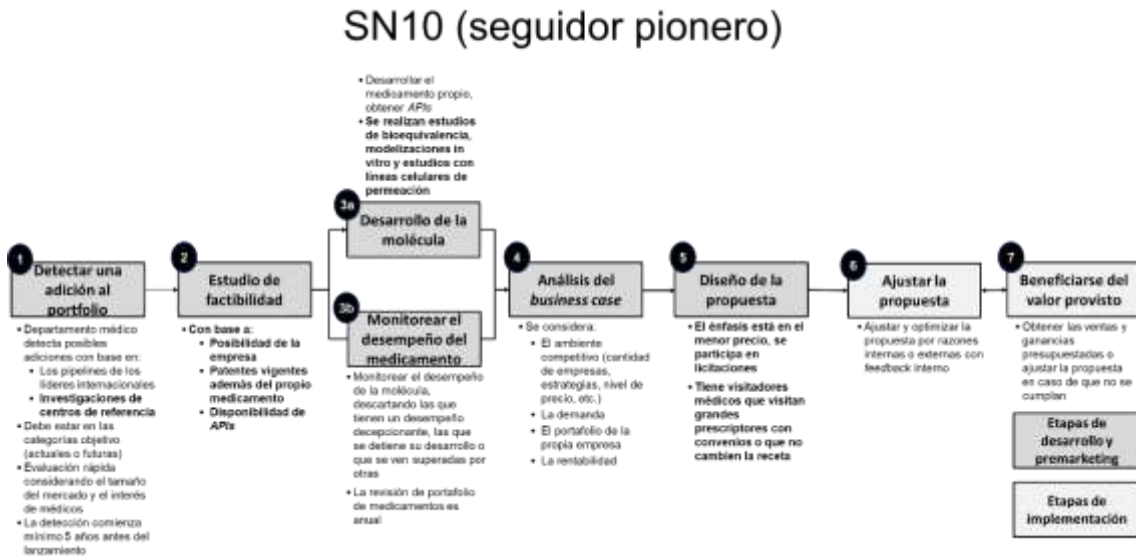 SN10 (seguidor pionero)
• Desarrollar el
medicamento propio,
obtener APIs
• Se realizan estudios
de bioequivalencia,
modelizaciones in
vitro y estudios con
líneas celulares de
permeación
3a
Desarrollo de la
molécula
1
Detectar una
adición al
portfolio
• Departamento médico
detecta posibles
adiciones con base en:
• Los pipelines de los
líderes internacionales
• Investigaciones de
centros de referencia
• Debe estar en las
categorías objetivo
(actuales o futuras)
• Evaluación rápida
considerando el tamaño
del mercado y el interés
de médicos
• La detección comienza
mínimo 5 años antes del
lanzamiento
2
Estudio de
factibilidad
• Con base a:
• Posibilidad de la
empresa
• Patentes vigentes
además del propio
medicamento
• Disponibilidad de
APIs
3b
Monitorear el
desempeño del
medicamento
• Monitorear el desempeño
de la molécula,
descartando las que
tienen un desempeño
decepcionante, las que
se detiene su desarrollo o
que se ven superadas por
otras
• La revisión de portafolio
de medicamentos es
anual
4
Análisis del
business case
• Se considera:
• El ambiente
competitivo (cantidad
de empresas,
estrategias, nivel de
precio, etc.)
• La demanda
• El portafolio de la
propia empresa
• La rentabilidad
5
Diseño de la
propuesta
• El énfasis está en el
menor precio, se
participa en
licitaciones
• Tiene visitadores
médicos que visitan
grandes
prescriptores con
convenios o que no
cambien la receta
6
Ajustar la
propuesta
• Ajustar y optimizar la
propuesta por razones
internas o externas con
feedback interno
7
Beneficiarse del
valor provisto
• Obtener las ventas y
ganancias
presupuestadas o
ajustar la propuesta
en caso de que no se
cumplan
Etapas de
desarrollo y
premarketing
Etapas de
implementación